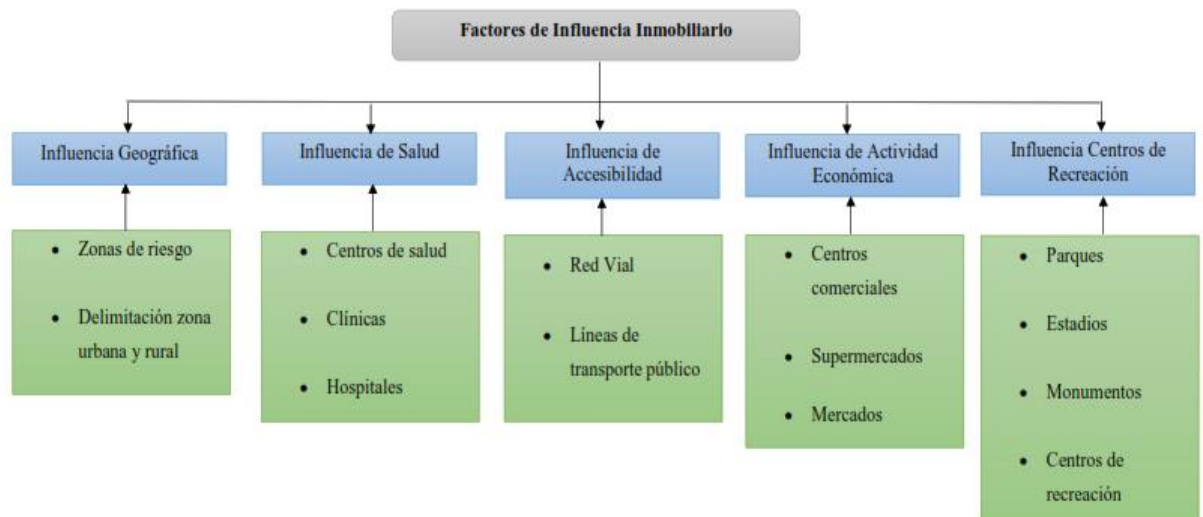 Factores de Influencia Inmobiliario
Influencia Geográfica
Zonas de riesgo
Delimitación zona
urbana y rural
Influencia de Salud
Centros de salud
Clínicas
Hospitales
Influencia de
Accesibilidad
Red Vial
Líneas de
transporte público
Influencia de Actividad
Económica
Centros
comerciales
Supermercados
Mercados
Influencia Centros de
Recreación
Parques
Estadios
Monumentos
Centros de
recreación